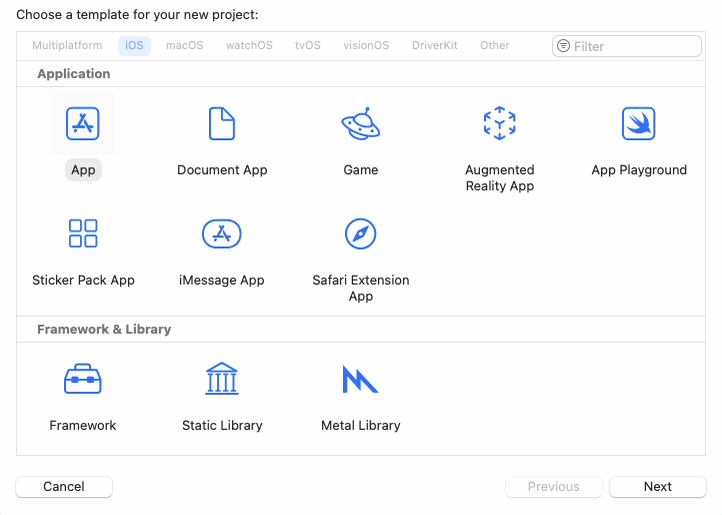 Choose a template for your new project:
Multiplatform iOS macOS watchOS tvOS visionOS DriverKit Other Filter
Application
App Document App Game Augmented Reality App App Playground
Sticker Pack App iMessage App Safari Extension App
Framework & Library
Framework Static Library Metal Library
Cancel Previous Next